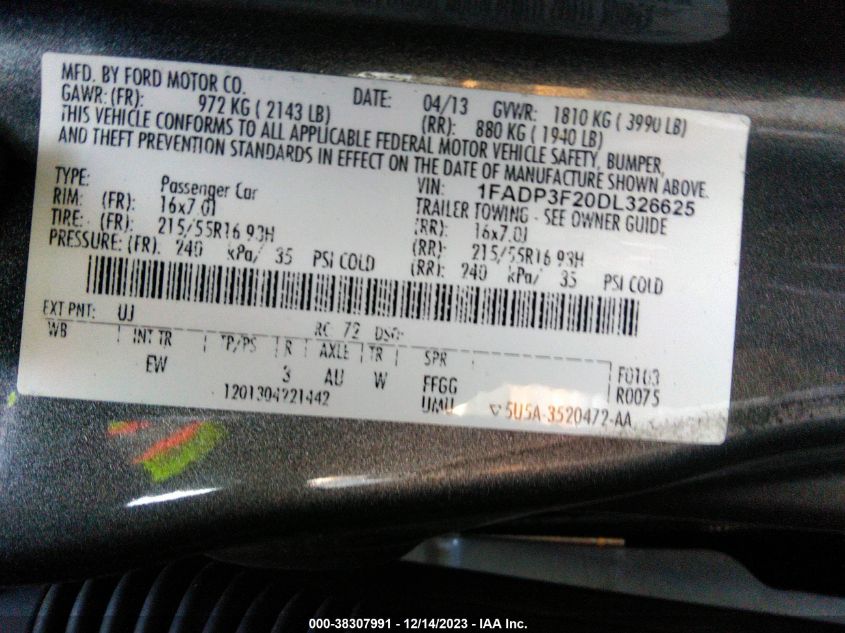 MFD. BY FORD MOTOR CO. DATE: 04/13 GVWR: 1810 KG ( 3990 LB)
GAWR: (FR): 972 KG ( 2143 LB) (RR): 880 KG ( 1940 LB)
THIS VEHICLE CONFORMS TO ALL APPLICABLE FEDERAL MOTOR VEHICLE SAFETY, BUMPER,
AND THEFT PREVENTION STANDARDS IN EFFECT ON THE DATE OF MANUFACTURE SHOWN ABOVE.
TYPE: Passenger Car VIN: 1FADP3F20DL326625
TRAILER TOWING - SEE OWNER GUIDE
RIM: (FR): 16x7.0J (RR): 16x7.0J
TIRE: (FR): 215/55R16 93H (RR): 215/55R16 93H
PRESSURE: (FR). 240 kPa/ 35 PSI COLD (RR): 240 kPa/ 35 PSI COLD
EXT PNT: UJ RC 72 DSO:
WB INT TR TP/PS R AXLE TR SPR
EW 3 AU W FFGG F0103
UMU R0075
1201304221442 5U5A-3520472-AA
000-38307991 - 12/14/2023 - IAA Inc.